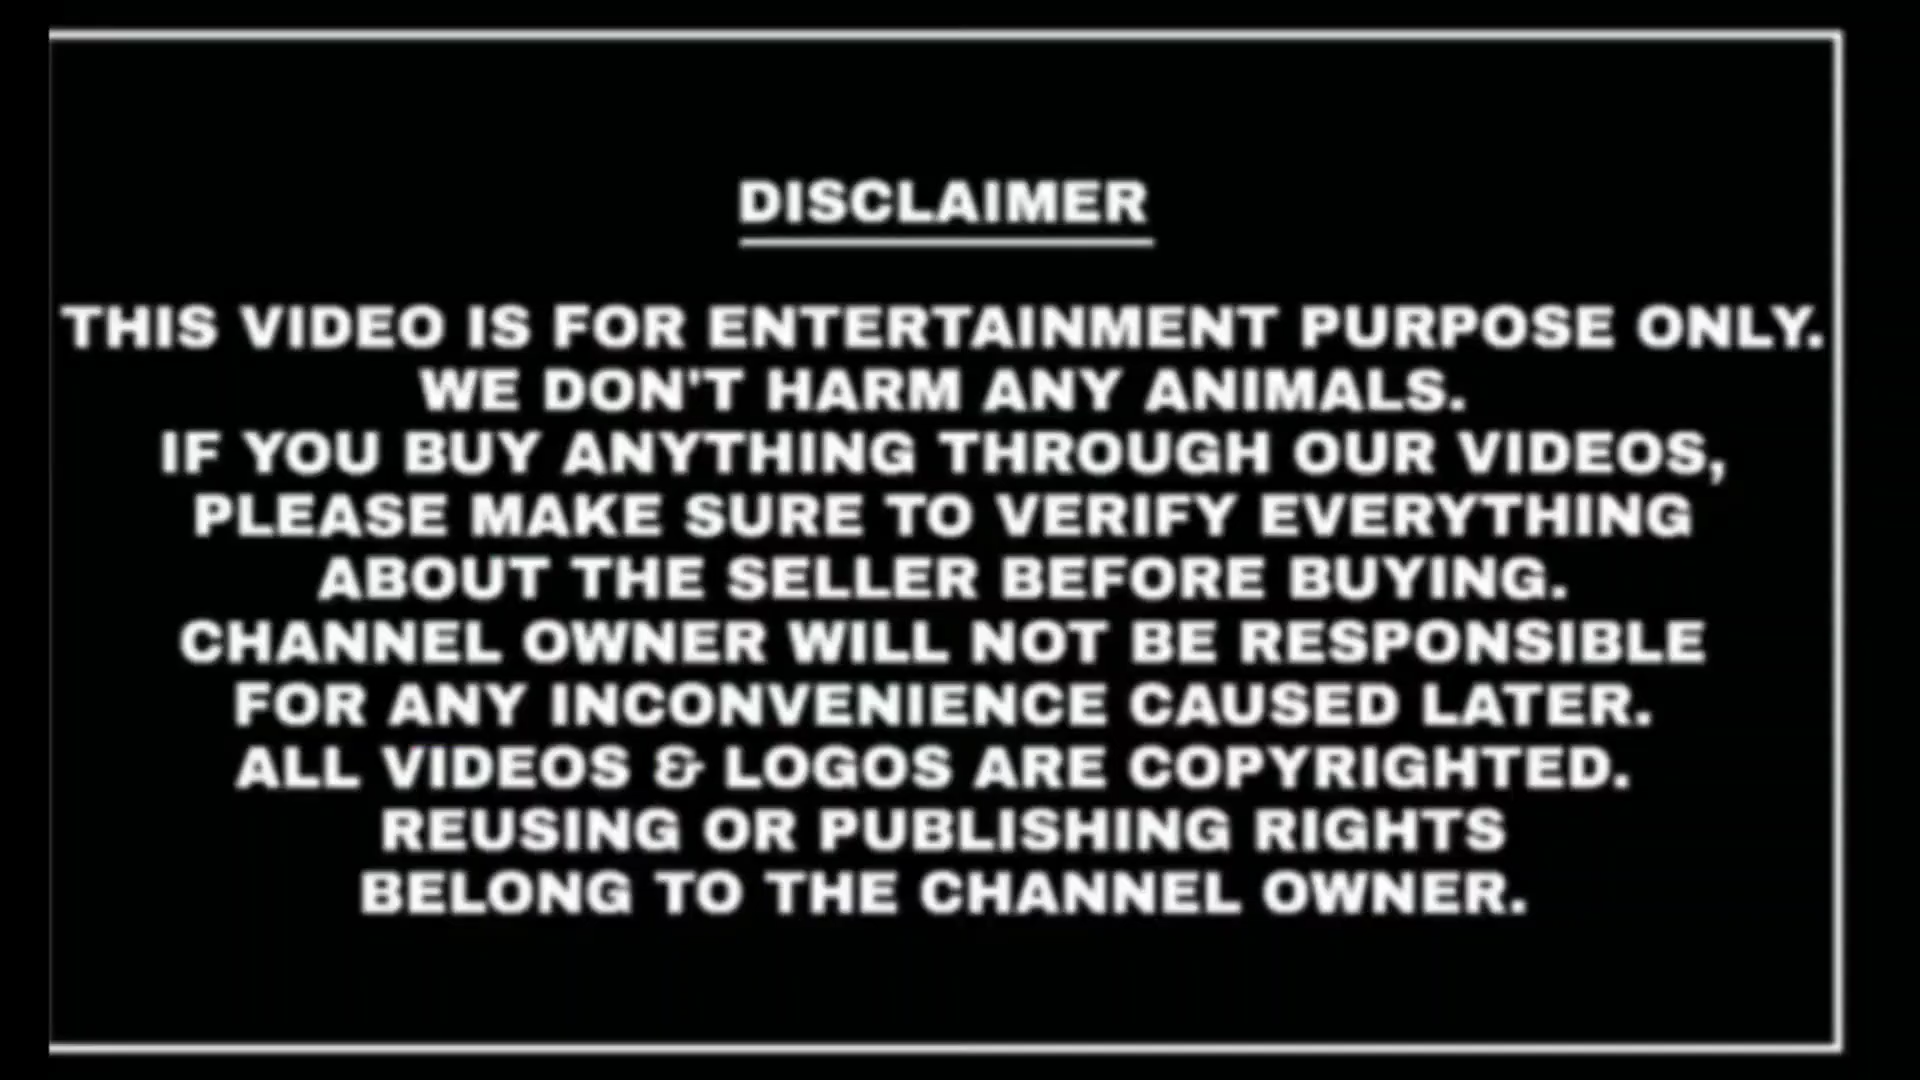 DISCLAIMER
THIS VIDEO IS FOR ENTERTAINMENT PURPOSE ONLY.
WE DON'T HARM ANY ANIMALS.
IF YOU BUY ANYTHING THROUGH OUR VIDEOS,
PLEASE MAKE SURE TO VERIFY EVERYTHING
ABOUT THE SELLER BEFORE BUYING.
CHANNEL OWNER WILL NOT BE RESPONSIBLE
FOR ANY INCONVENIENCE CAUSED LATER.
ALL VIDEOS & LOGOS ARE COPYRIGHTED.
REUSING OR PUBLISHING RIGHTS
BELONG TO THE CHANNEL OWNER.